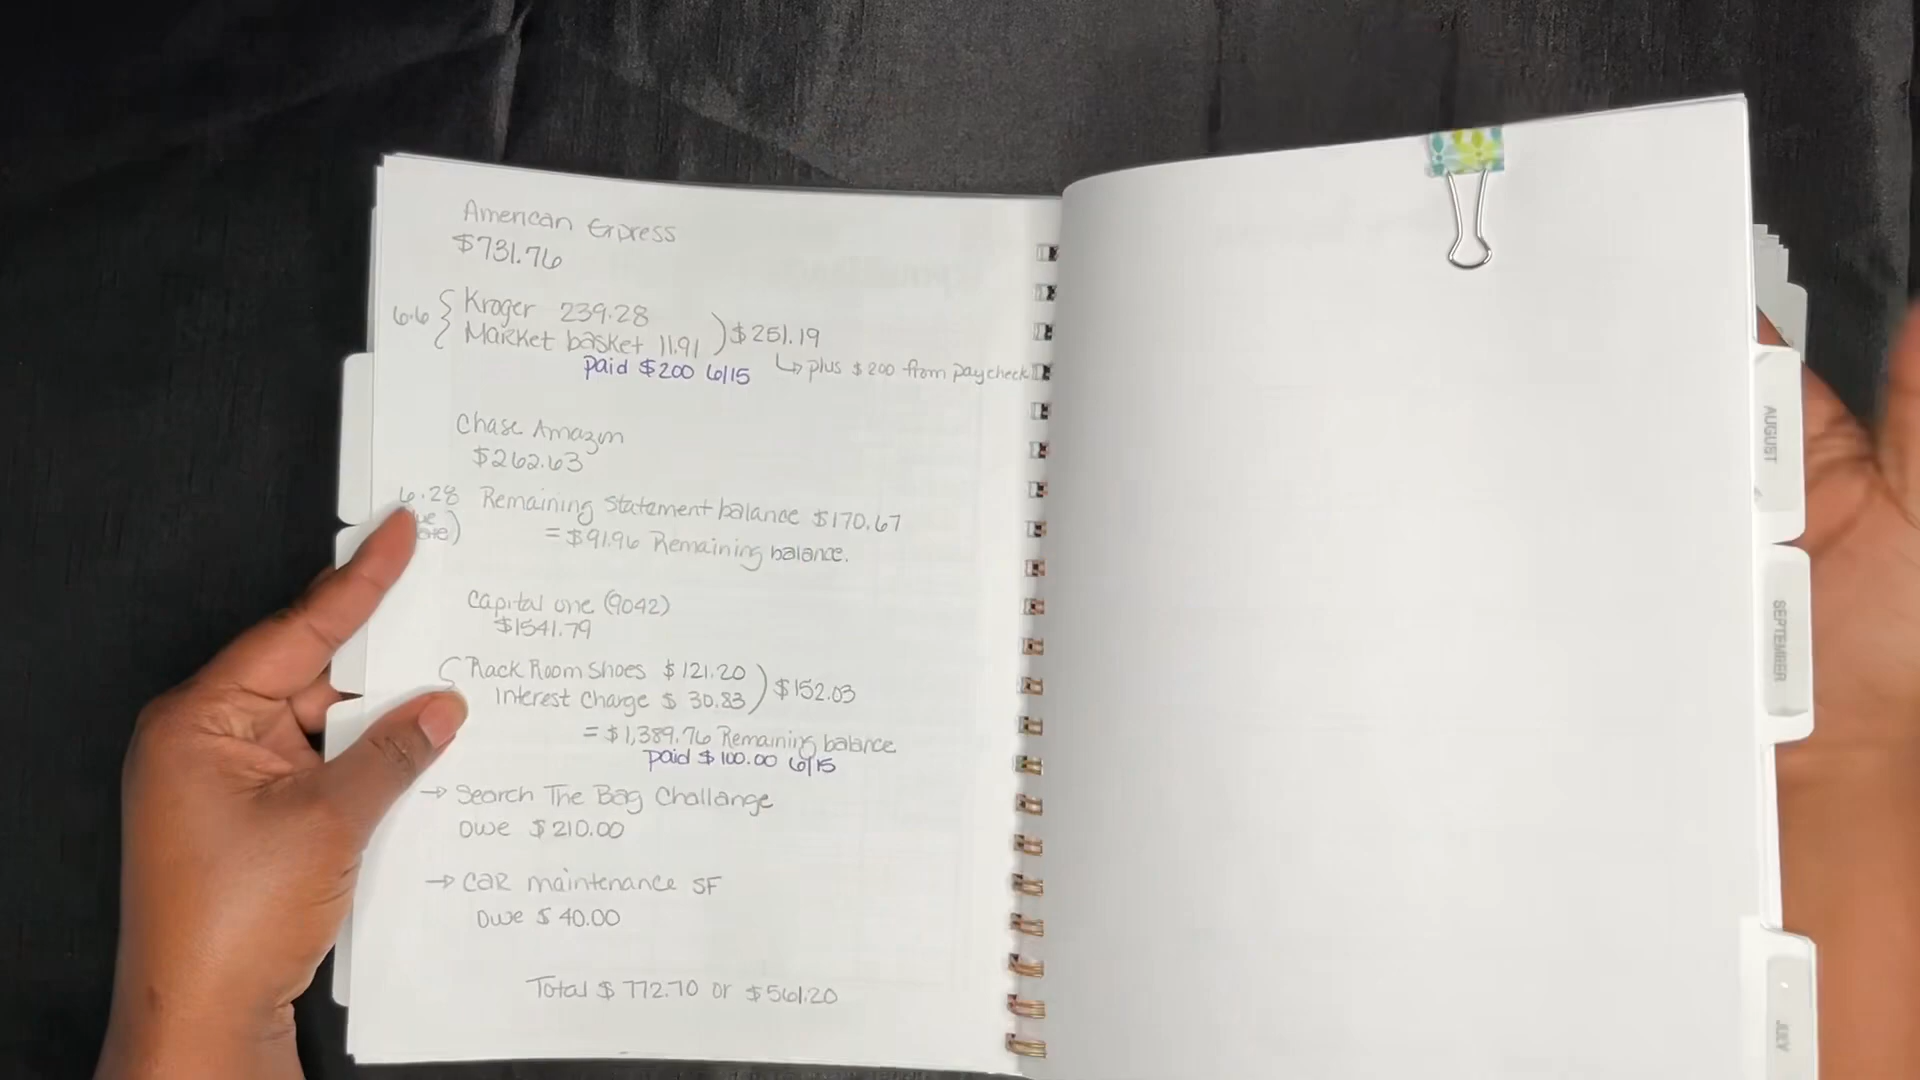 American Express
$731.76
6.6 { Kroger 239.28
Market basket 11.91 ) $251.19
paid $200 6/15 ↳ plus $200 from paycheck
Chase Amazon
$262.63
6.28 Remaining statement balance $170.67
= $91.96 Remaining balance.
Capital one (9042)
$1541.79
{ Rack Room Shoes $121.20
Interest Charge $ 30.83 ) $152.03
= $1,389.76 Remaining balance
paid $100.00 6/15
→ Search The Bag Challange
owe $210.00
→ CAR maintenance SF
owe $40.00
Total $772.70 or $561.20
AUGUST
SEPTEMBER
JULY